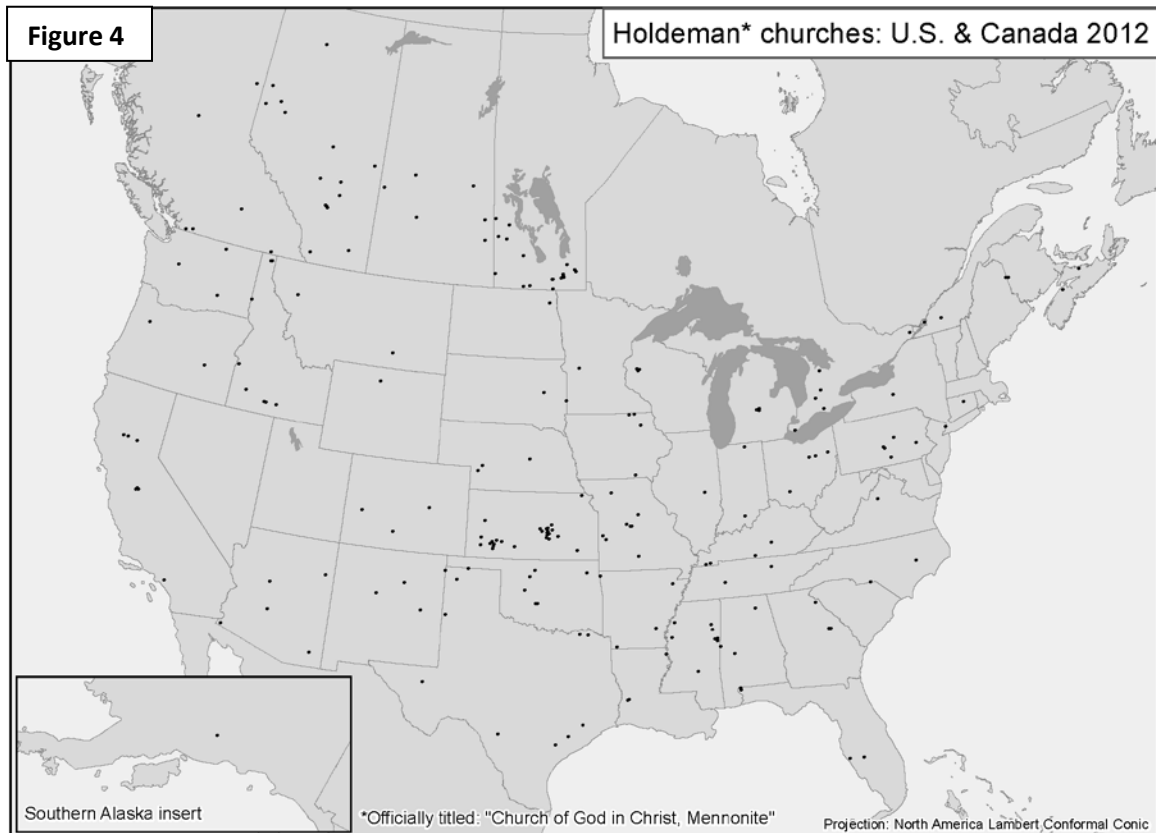 Figure 4
Holdeman* churches: U.S. & Canada 2012
Southern Alaska insert
*Officially titled: "Church of God in Christ, Mennonite"
Projection: North America Lambert Conformal Conic